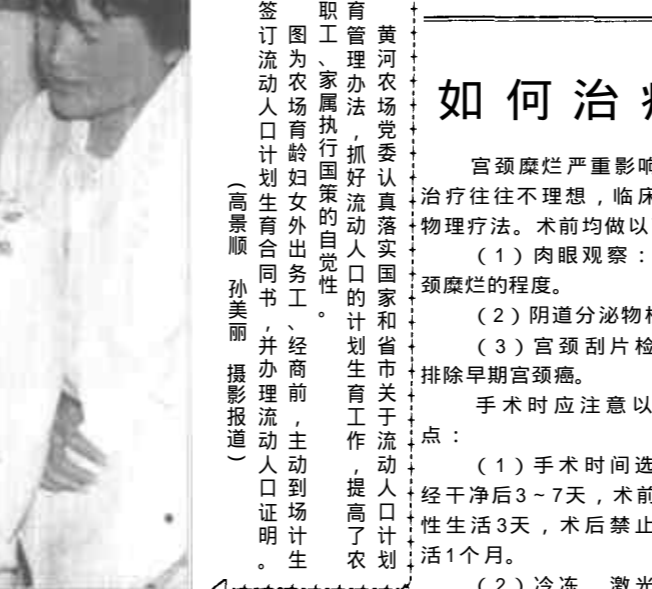 黄河农场党委认真落实国家和省市关于流动人口计划
育管理办法，抓好流动人口的计划生育工作，提高了农
职工、家属执行国策的自觉性。
图为农场育龄妇女外出务工、经商前，主动到场计生
签订流动人口计划生育合同书，并办理流动人口证明。
（高景顺　孙美丽　摄影报道）
如何治
宫颈糜烂严重影响
治疗往往不理想，临床
物理疗法。术前均做以
（1）肉眼观察：
颈糜烂的程度。
（2）阴道分泌物
（3）宫颈刮片检
排除早期宫颈癌。
手术时应注意以
点：
（1）手术时间选
经干净后3~7天，术前
性生活3天，术后禁止
活1个月。
（2）冷冻、激光